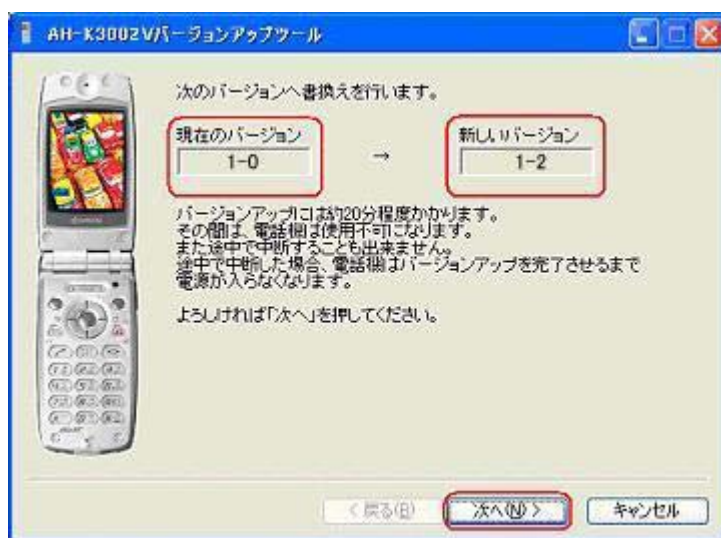 AH-K3002Vバージョンアップツール
次のバージョンへ書換えを行います。
現在のバージョン
新しいバージョン
1-0
→
1-2
バージョンアップには約20分程度かかります。
その間は、電話機は使用不可になります。
また途中で中断することも出来ません。
途中で中断した場合、電話機はバージョンアップを完了させるまで
電源が入らなくなります。
よろしければ「次へ」を押してください。
< 戻る(B)
次へ(N) >
キャンセル